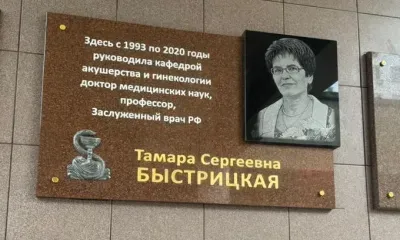 Здесь с 1993 по 2020 годы
руководила кафедрой
акушерства и гинекологии
доктор медицинских наук,
профессор,
Заслуженный врач РФ
Тамара Сергеевна
БЫСТРИЦКАЯ